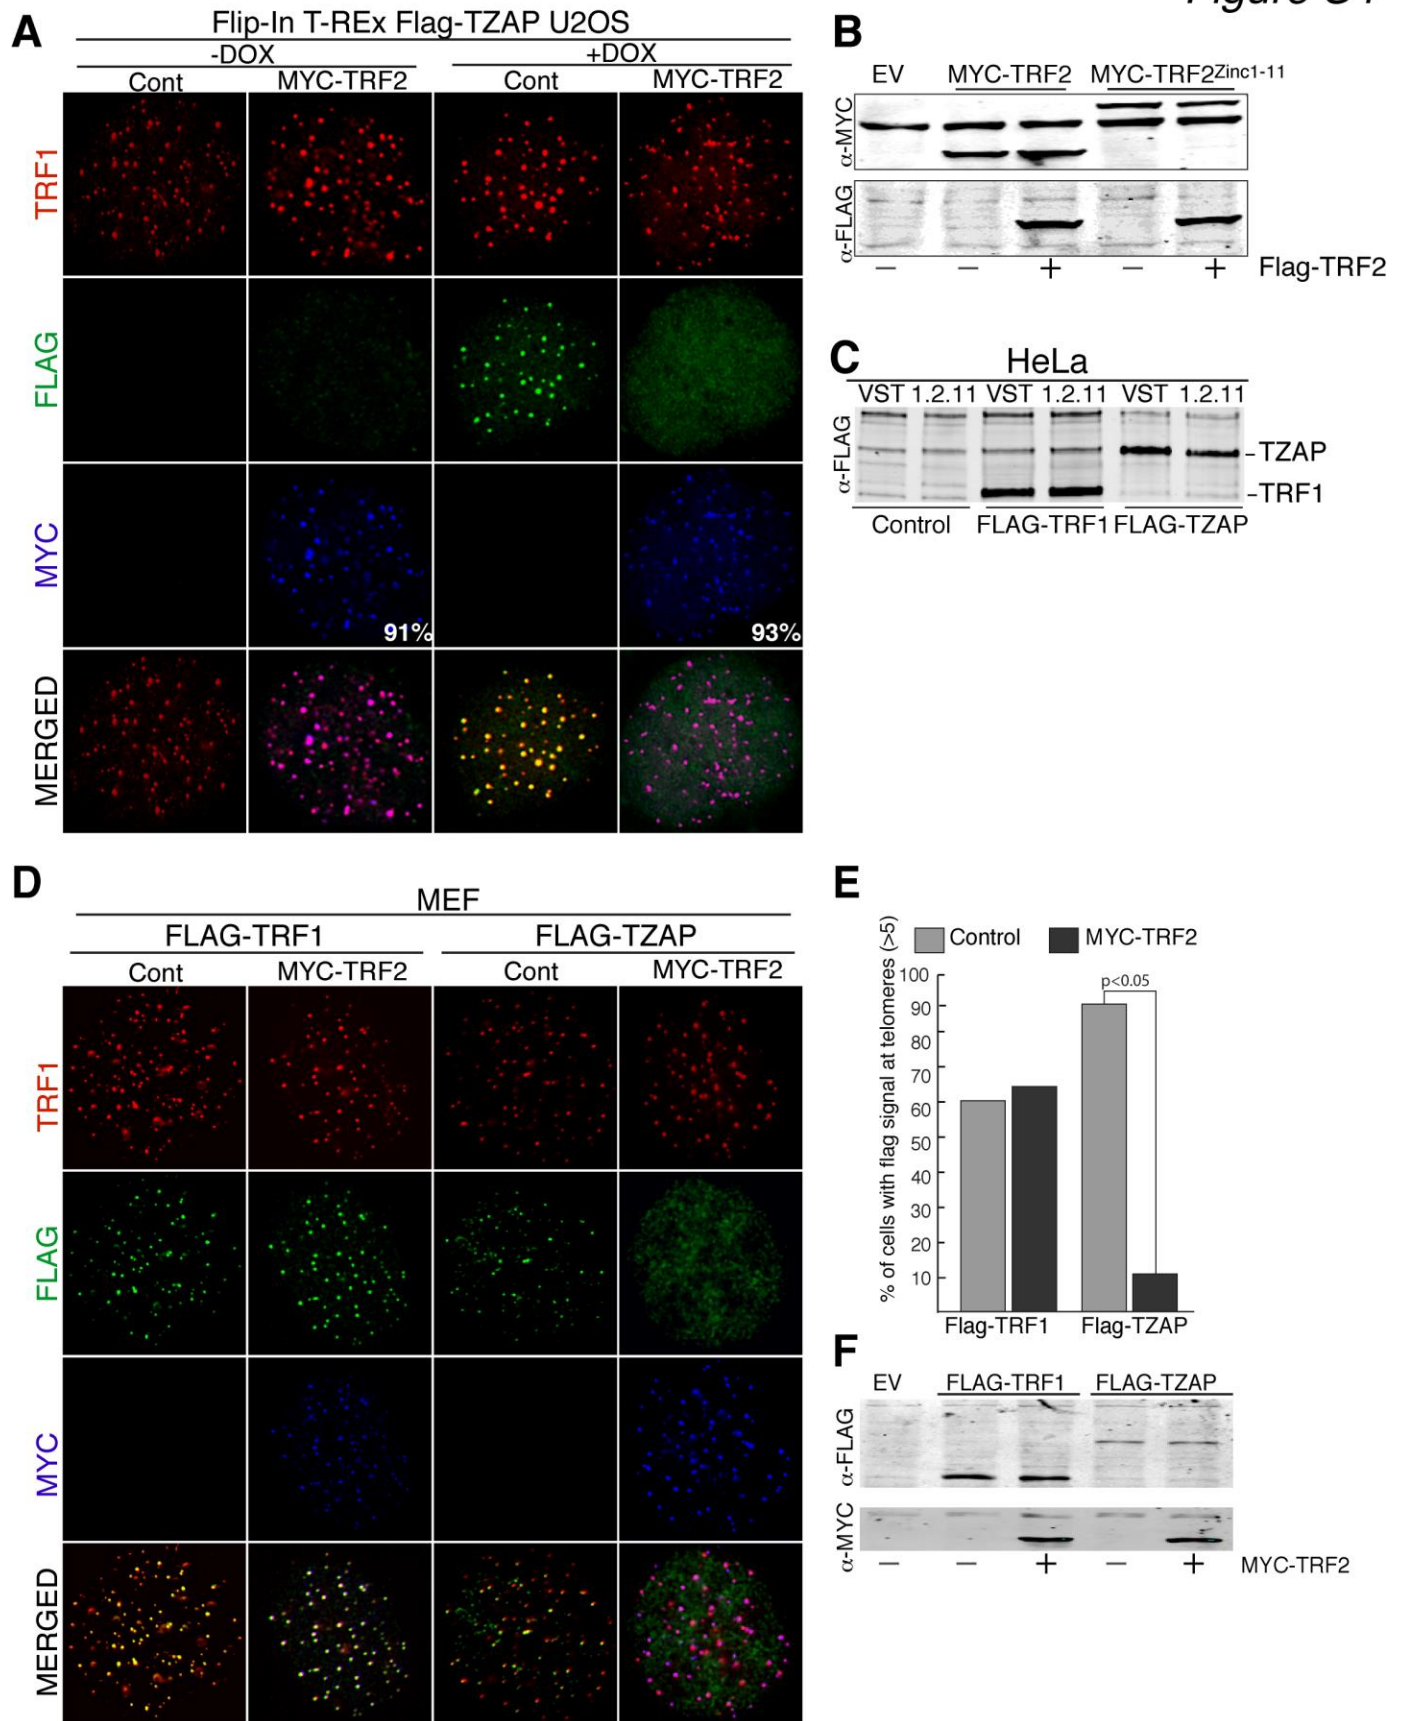 A
Flip-In T-REx Flag-TZAP U2OS
-DOX +DOX
Cont MYC-TRF2 Cont MYC-TRF2
TRF1
FLAG
MYC
91% 93%
MERGED
B
EV MYC-TRF2 MYC-TRF2Zinc1-11
α-MYC
α-FLAG
– – + – + Flag-TRF2
C
HeLa
VST 1.2.11 VST 1.2.11 VST 1.2.11
α-FLAG
-TZAP
-TRF1
Control FLAG-TRF1 FLAG-TZAP
D
MEF
FLAG-TRF1 FLAG-TZAP
Cont MYC-TRF2 Cont MYC-TRF2
TRF1
FLAG
MYC
MERGED
E
Control MYC-TRF2
% of cells with flag signal at telomeres (>5)
p<0.05
100
90
80
70
60
50
40
30
20
10
Flag-TRF1 Flag-TZAP
F
EV FLAG-TRF1 FLAG-TZAP
α-FLAG
α-MYC
– – + – + MYC-TRF2